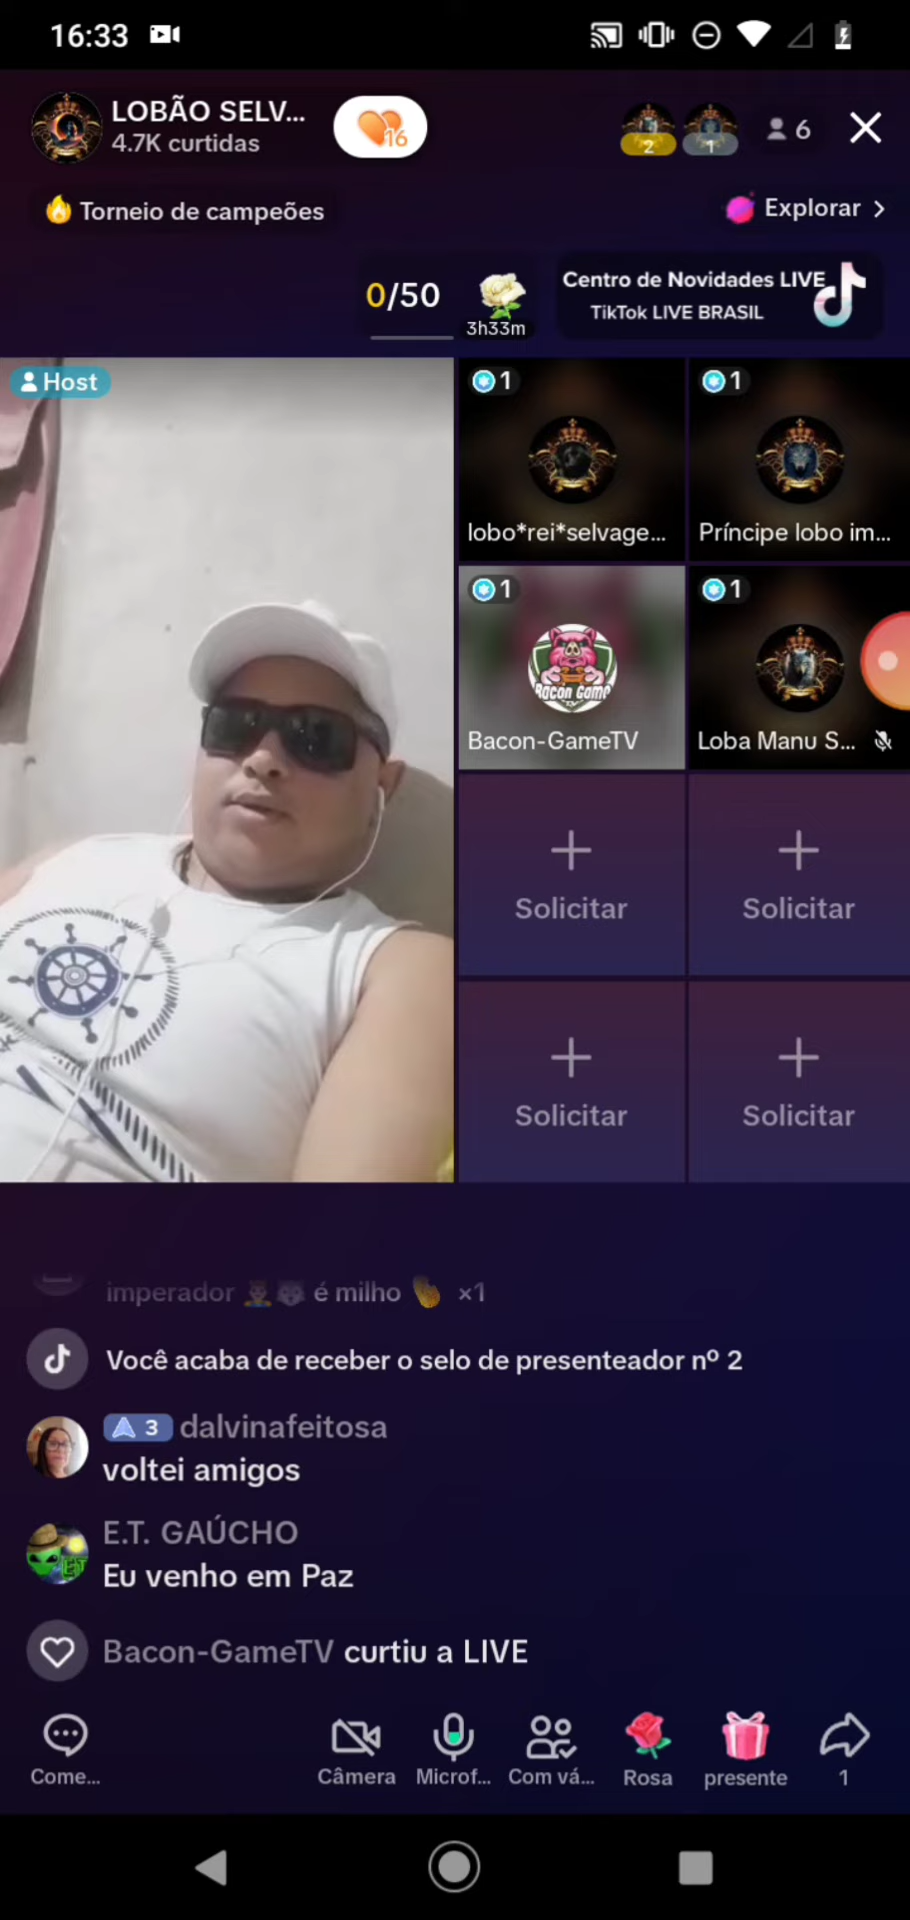 16:33
LOBÃO SELV...
4.7K curtidas
16
2
1
6
Torneio de campeões
Explorar
0/50
3h33m
Centro de Novidades LIVE
TikTok LIVE BRASIL
Host
1
lobo*rei*selvage...
1
Príncipe lobo im...
1
Bacon Game
TV
Bacon-GameTV
1
Loba Manu S...
Solicitar
Solicitar
Solicitar
Solicitar
imperador é milho ×1
Você acaba de receber o selo de presenteador nº 2
3 dalvinafeitosa
voltei amigos
E.T. GAÚCHO
ET
Eu venho em Paz
Bacon-GameTV curtiu a LIVE
Come...
Câmera
Microf...
Com vá...
Rosa
presente
1